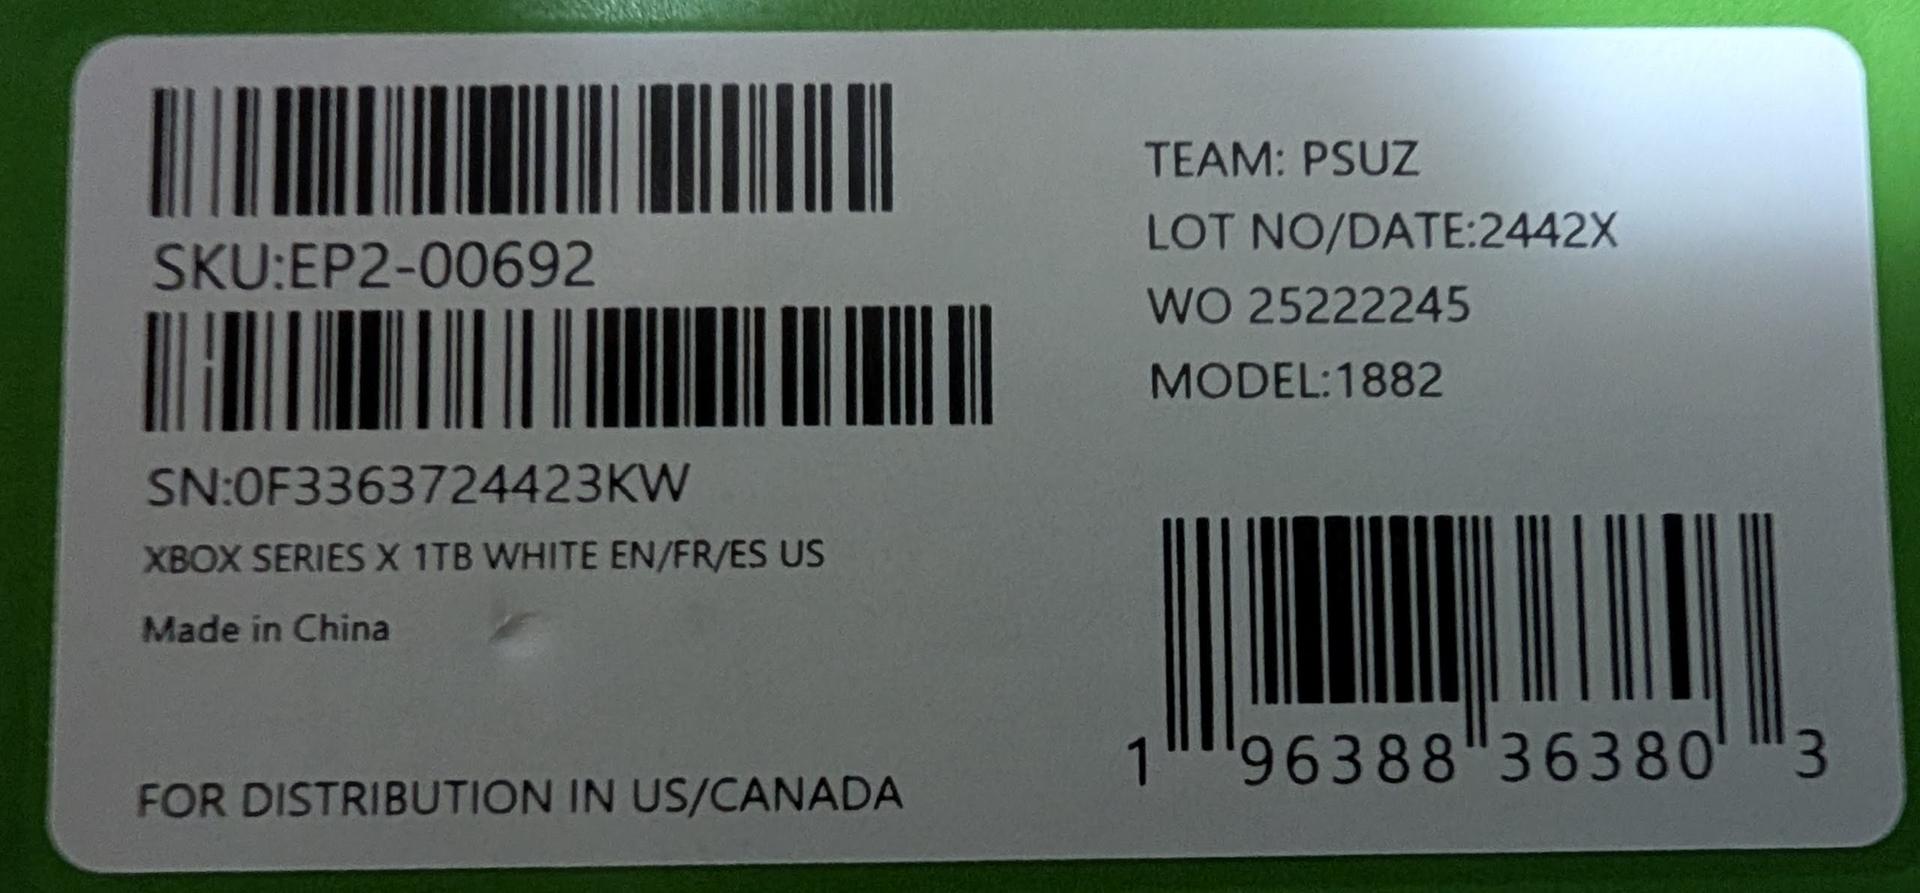 SKU:EP2-00692
SN:0F3363724423KW
XBOX SERIES X 1TB WHITE EN/FR/ES US
Made in China
FOR DISTRIBUTION IN US/CANADA
TEAM: PSUZ
LOT NO/DATE:2442X
WO 25222245
MODEL:1882
1 96388 36380 3